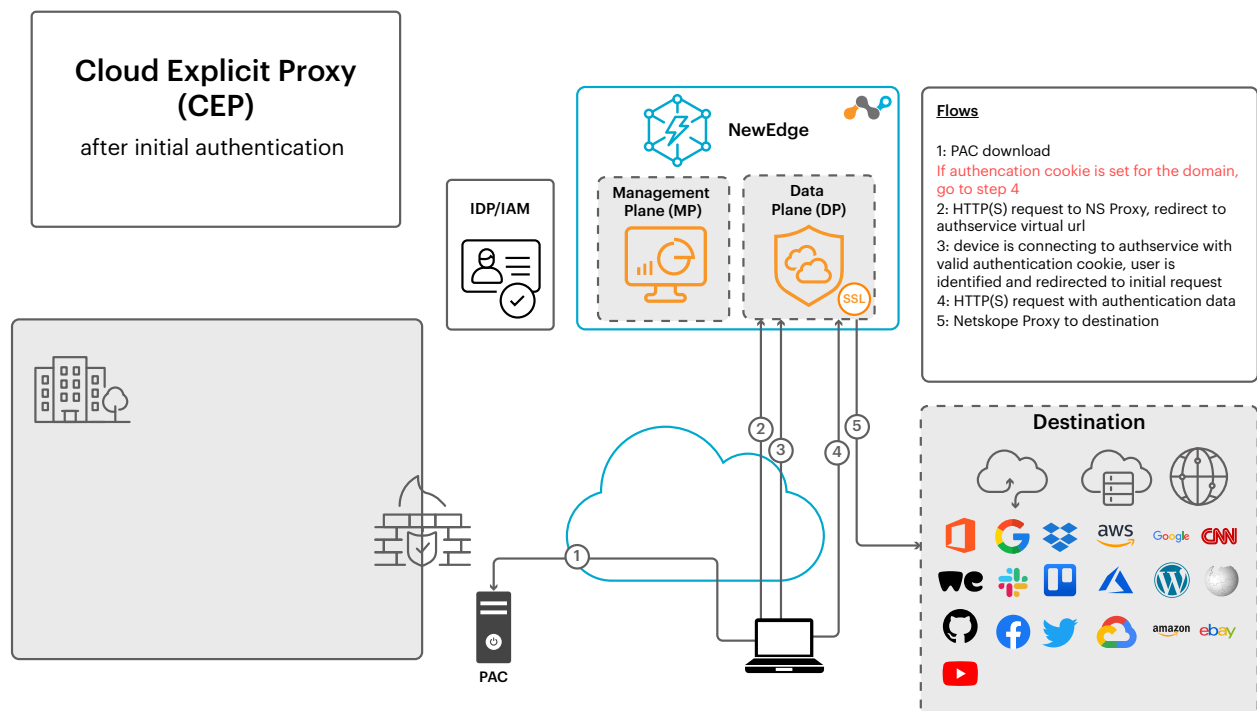 Cloud Explicit Proxy
(CEP)
after initial authentication
NewEdge
IDP/IAM
Management
Plane (MP)
Data
Plane (DP)
SSL
Flows
1: PAC download
If authencation cookie is set for the domain,
go to step 4
2: HTTP(S) request to NS Proxy, redirect to
authservice virtual url
3: device is connecting to authservice with
valid authentication cookie, user is
identified and redirected to initial request
4: HTTP(S) request with authentication data
5: Netskope Proxy to destination
2
3
4
5
1
PAC
Destination
aws
Google
CNN
we
amazon
ebay